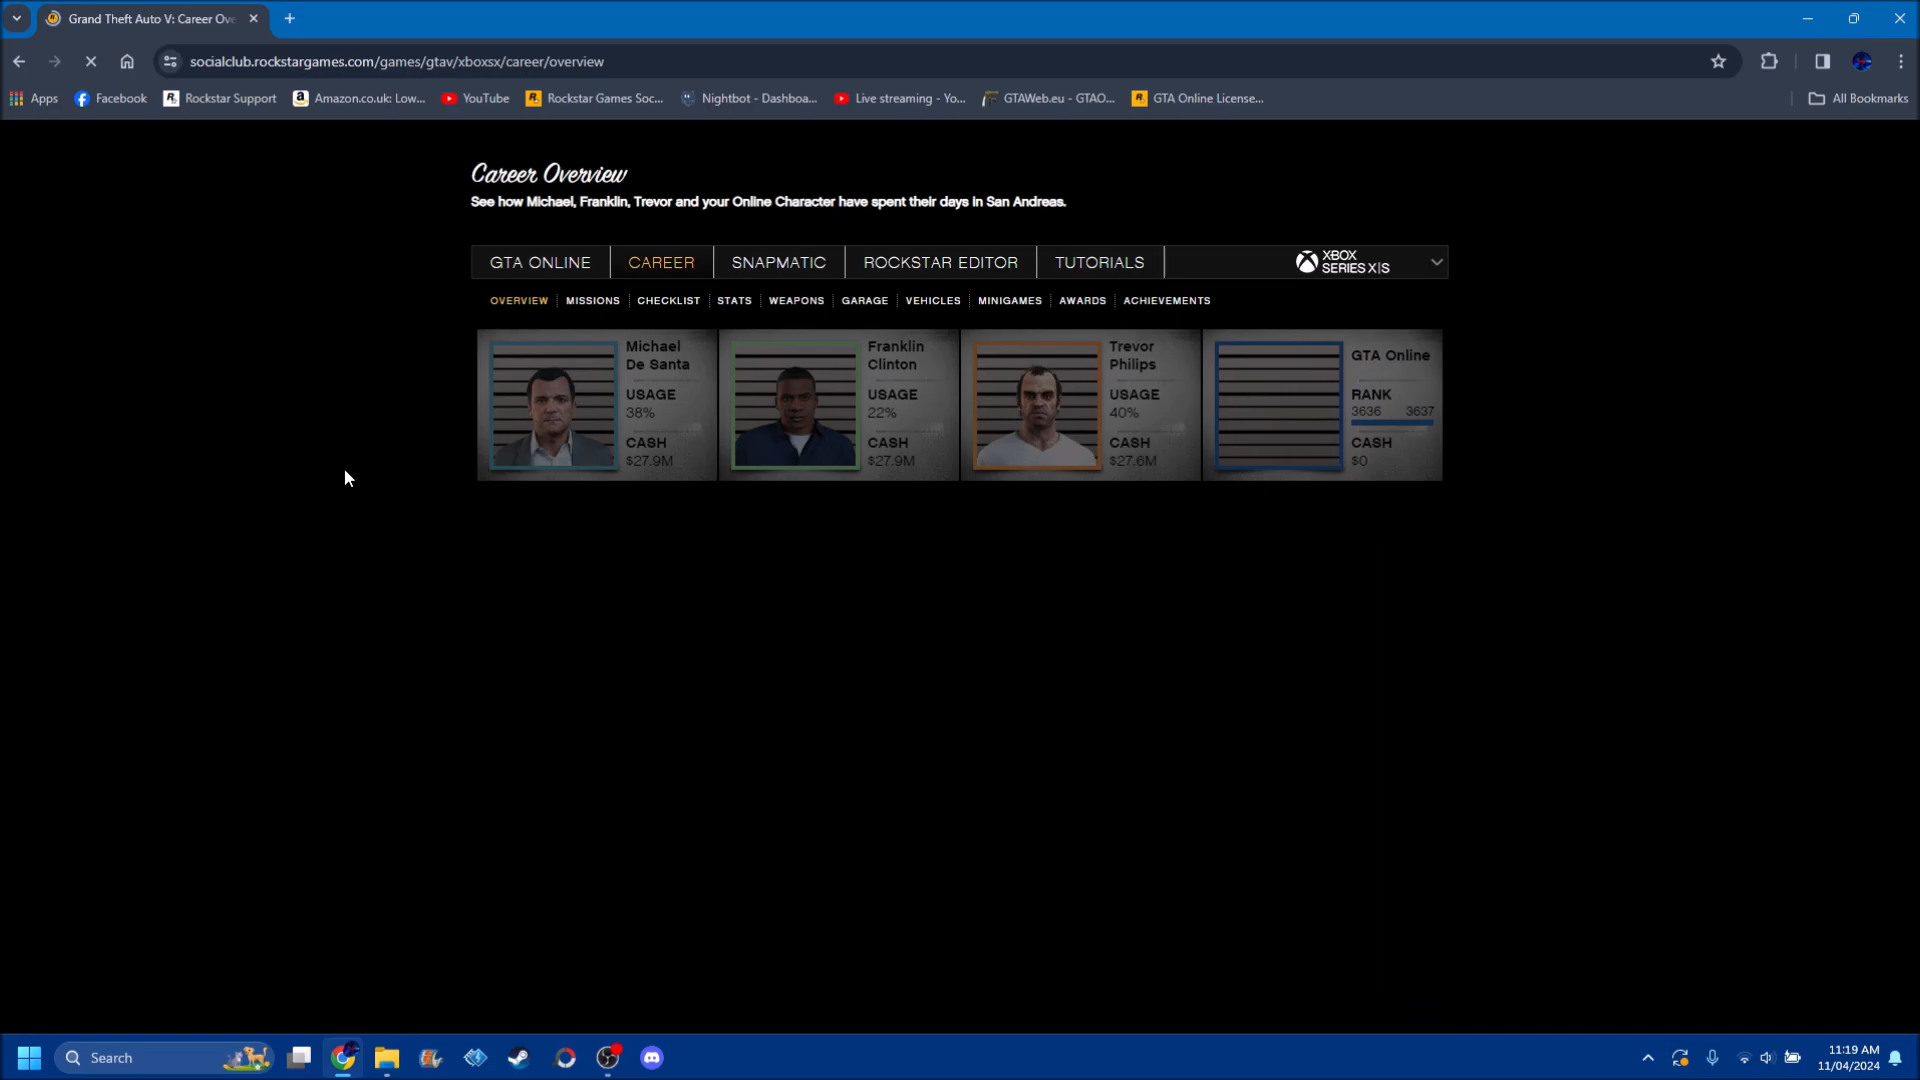 Grand Theft Auto V: Career Ov
socialclub.rockstargames.com/games/gtav/xboxsx/career/overview
Apps
Facebook
Rockstar Support
Amazon.co.uk: Low...
YouTube
Rockstar Games Soc...
Nightbot - Dashboa...
Live streaming - Yo...
GTAWeb.eu - GTAO...
GTA Online License...
All Bookmarks
Career Overview
See how Michael, Franklin, Trevor and your Online Character have spent their days in San Andreas.
GTA ONLINE
CAREER
SNAPMATIC
ROCKSTAR EDITOR
TUTORIALS
XBOX
SERIES X|S
OVERVIEW
MISSIONS
CHECKLIST
STATS
WEAPONS
GARAGE
VEHICLES
MINIGAMES
AWARDS
ACHIEVEMENTS
Michael
De Santa
USAGE
38%
CASH
$27.9M
Franklin
Clinton
USAGE
22%
CASH
$27.9M
Trevor
Philips
USAGE
40%
CASH
$27.6M
GTA Online
RANK
3636 3637
CASH
$0
Search
11:19 AM
11/04/2024